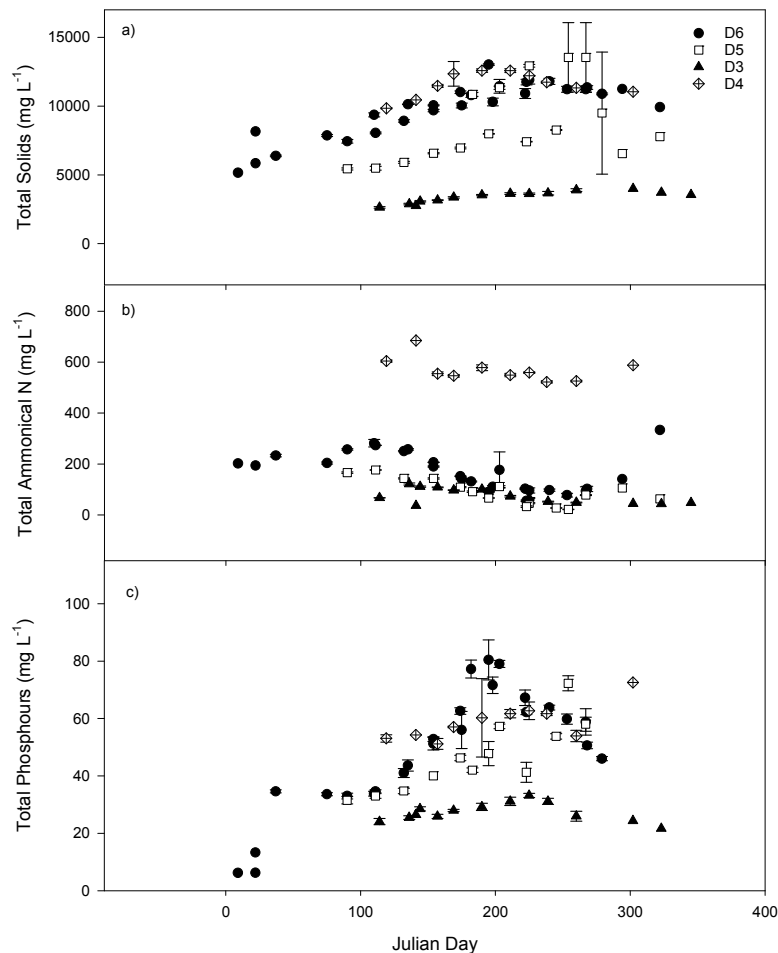 a)
Total Solids (mg L⁻¹)
15000
10000
5000
0
D6
D5
D3
D4
b)
Total Ammonical N (mg L⁻¹)
800
600
400
200
0
c)
Total Phosphours (mg L⁻¹)
100
80
60
40
20
0
0 100 200 300 400
Julian Day